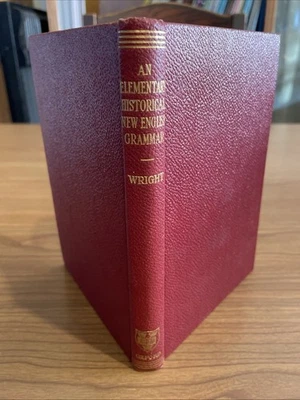 AN
ELEMENTARY
HISTORICAL
NEW ENGLISH
GRAMMAR
WRIGHT
OXFORD